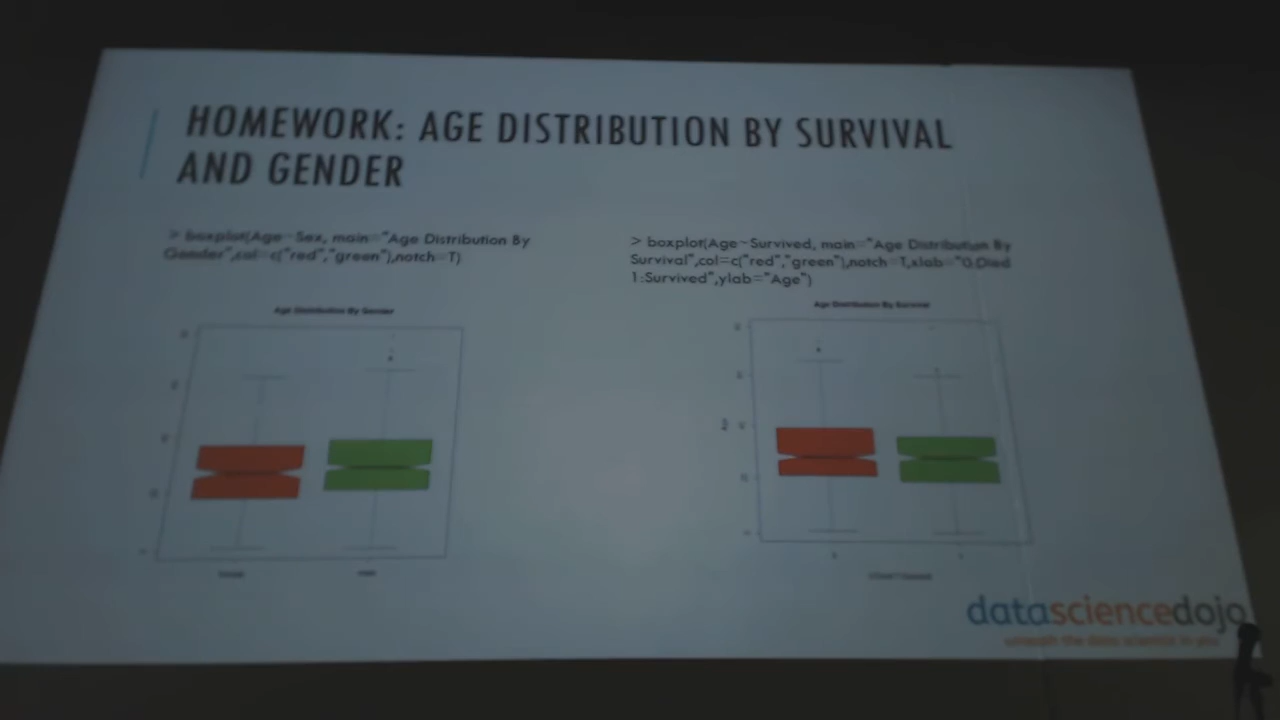 HOMEWORK: AGE DISTRIBUTION BY SURVIVAL
AND GENDER
> boxplot(Age~Sex, main="Age Distribution By
Gender",col=c("red","green"),notch=T)
> boxplot(Age~Survived, main="Age Distribution By
Survival",col=c("red","green"),notch=T,xlab="0:Died
1:Survived",ylab="Age")
Age Distribution By Gender
Age Distribution By Survival
datasciencedojo
unleash the data scientist in you